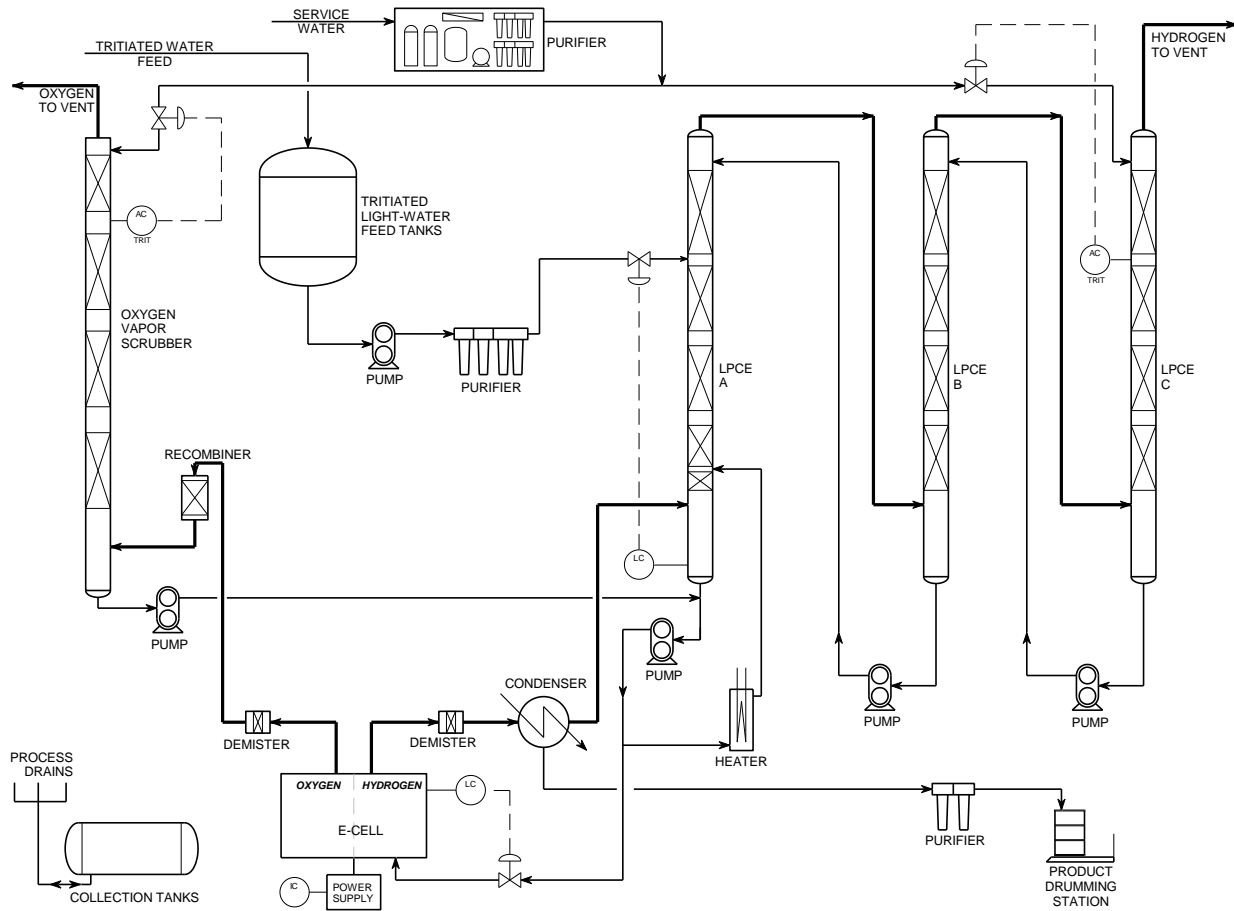 SERVICE
WATER
PURIFIER
TRITIATED WATER
FEED
HYDROGEN
TO VENT
OXYGEN
TO VENT
AC
TRIT
TRITIATED
LIGHT-WATER
FEED TANKS
AC
TRIT
OXYGEN
VAPOR
SCRUBBER
PUMP
PURIFIER
LPCE
A
LPCE
B
LPCE
C
RECOMBINER
LC
PUMP
PUMP
CONDENSER
PUMP
PUMP
DEMISTER
DEMISTER
HEATER
PROCESS
DRAINS
OXYGEN
HYDROGEN
LC
E-CELL
PURIFIER
COLLECTION TANKS
IC
POWER
SUPPLY
PRODUCT
DRUMMING
STATION